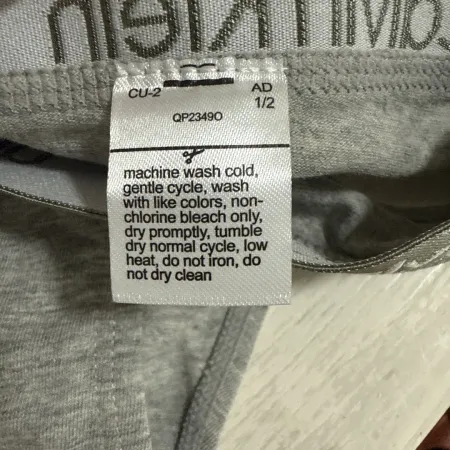 CU-2
AD
1/2
QP2349O
machine wash cold,
gentle cycle, wash
with like colors, non-
chlorine bleach only,
dry promptly, tumble
dry normal cycle, low
heat, do not iron, do
not dry clean